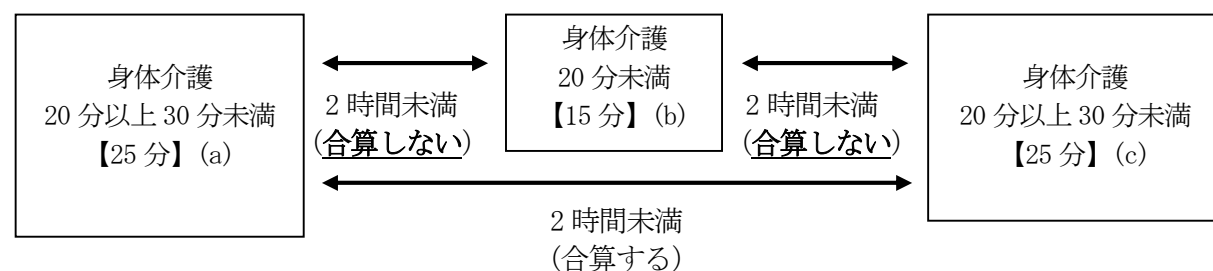 身体介護
20分以上30分未満
【25分】(a)
2時間未満
(合算しない)
身体介護
20分未満
【15分】(b)
2時間未満
(合算しない)
身体介護
20分以上30分未満
【25分】(c)
2時間未満
(合算する)